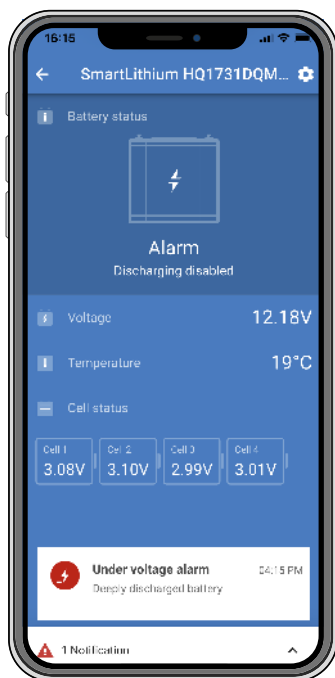 16:15
SmartLithium HQ1731DQM...
Battery status
Alarm
Discharging disabled
Voltage 12.18V
Temperature 19°C
Cell status
Cell 1 Cell 2 Cell 3 Cell 4
3.08V 3.10V 2.99V 3.01V
Under voltage alarm 04:15 PM
Deeply discharged battery
1 Notification